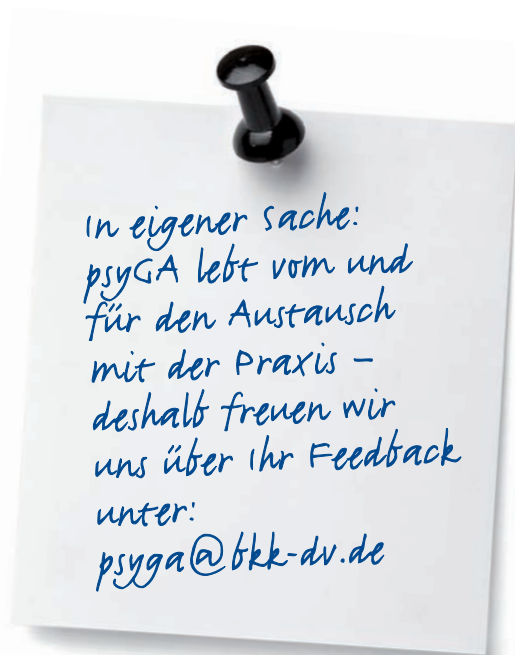 In eigener Sache:
psyGA lebt vom und
für den Austausch
mit der Praxis –
deshalb freuen wir
uns über Ihr Feedback
unter:
psyga@bkk-dv.de